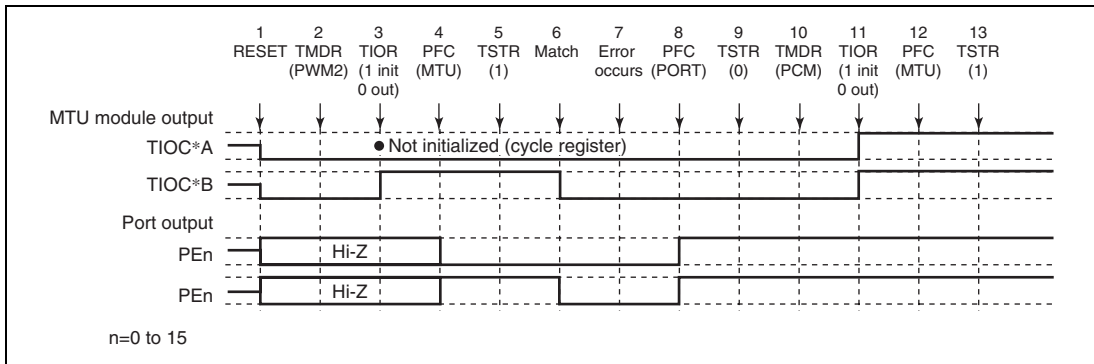 1 2 3 4 5 6 7 8 9 10 11 12 13
RESET TMDR TIOR PFC TSTR Match Error PFC TSTR TMDR TIOR PFC TSTR
(PWM2) (1 init (MTU) (1) occurs (PORT) (0) (PCM) (1 init (MTU) (1)
0 out) 0 out)
MTU module output
TIOC*A
● Not initialized (cycle register)
TIOC*B
Port output
PEn
Hi-Z
PEn
Hi-Z
n=0 to 15